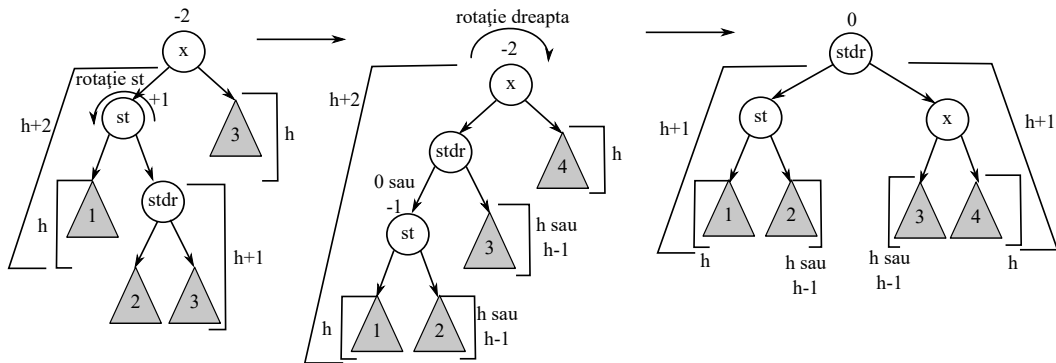 -2
x
rotaţie st
+1
st
3
h
h+2
h
1
stdr
h+1
2
3
rotaţie dreapta
-2
x
h+2
stdr
4
h
0 sau
-1
st
3
h sau
h-1
h
1
2
h sau
h-1
0
stdr
h+1
st
x
h+1
1
2
3
4
h
h sau
h-1
h sau
h-1
h